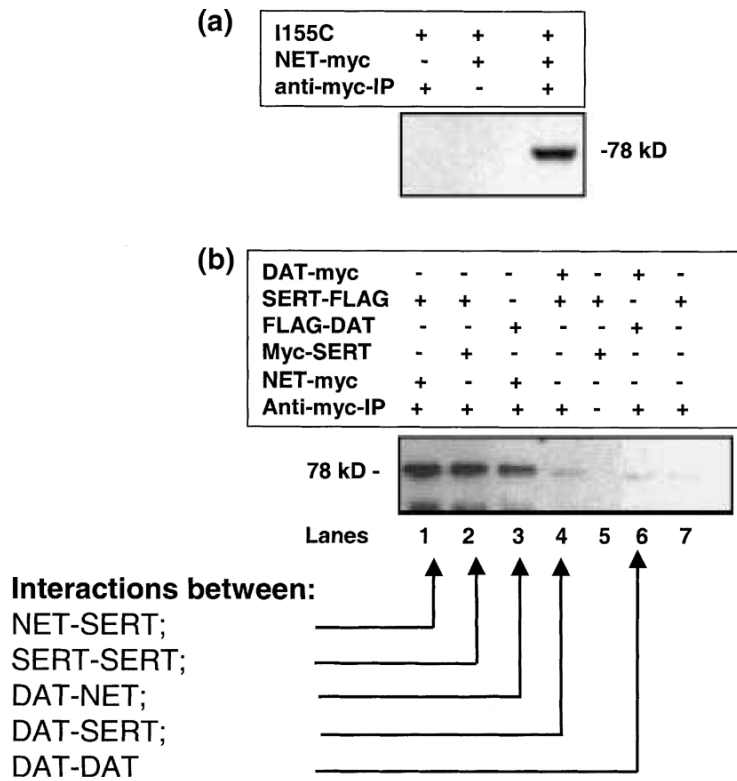 (a)
I155C + + +
NET-myc - + +
anti-myc-IP + - +
-78 kD
(b)
DAT-myc - - - + - + -
SERT-FLAG + + - + + - +
FLAG-DAT - - + - - + -
Myc-SERT - + - - + - -
NET-myc + - + - - - -
Anti-myc-IP + + + + - + +
78 kD -
Lanes 1 2 3 4 5 6 7
Interactions between:
NET-SERT;
SERT-SERT;
DAT-NET;
DAT-SERT;
DAT-DAT